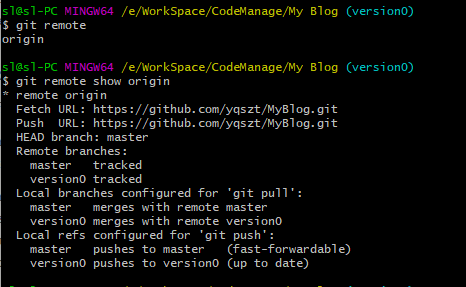 sl@sl-PC MINGW64 /e/WorkSpace/CodeManage/My Blog (version0)
$ git remote
origin
sl@sl-PC MINGW64 /e/WorkSpace/CodeManage/My Blog (version0)
$ git remote show origin
* remote origin
  Fetch URL: https://github.com/yqszt/MyBlog.git
  Push  URL: https://github.com/yqszt/MyBlog.git
  HEAD branch: master
  Remote branches:
    master   tracked
    version0 tracked
  Local branches configured for 'git pull':
    master   merges with remote master
    version0 merges with remote version0
  Local refs configured for 'git push':
    master   pushes to master   (fast-forwardable)
    version0 pushes to version0 (up to date)